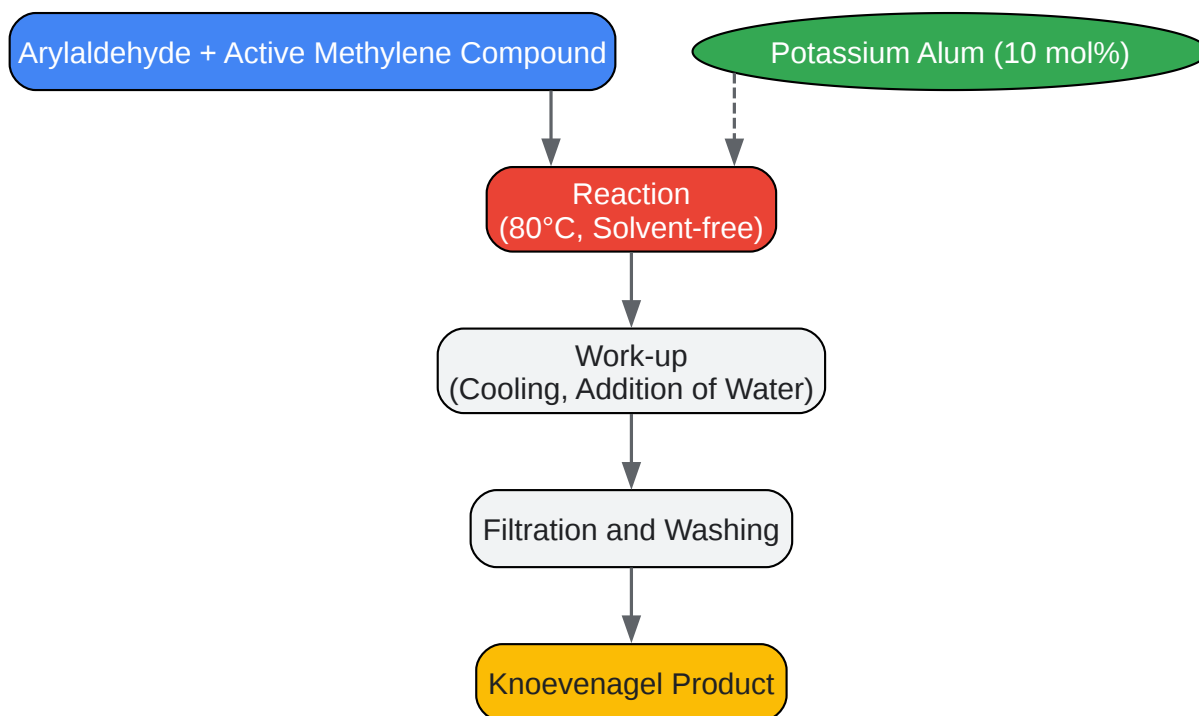 Arylaldehyde + Active Methylene Compound
Potassium Alum (10 mol%)
Reaction
(80°C, Solvent-free)
Work-up
(Cooling, Addition of Water)
Filtration and Washing
Knoevenagel Product